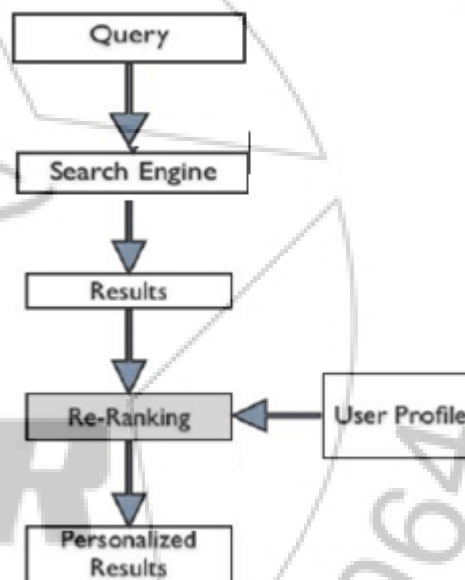 Query
Search Engine
Results
Re-Ranking
User Profile
Personalized
Results